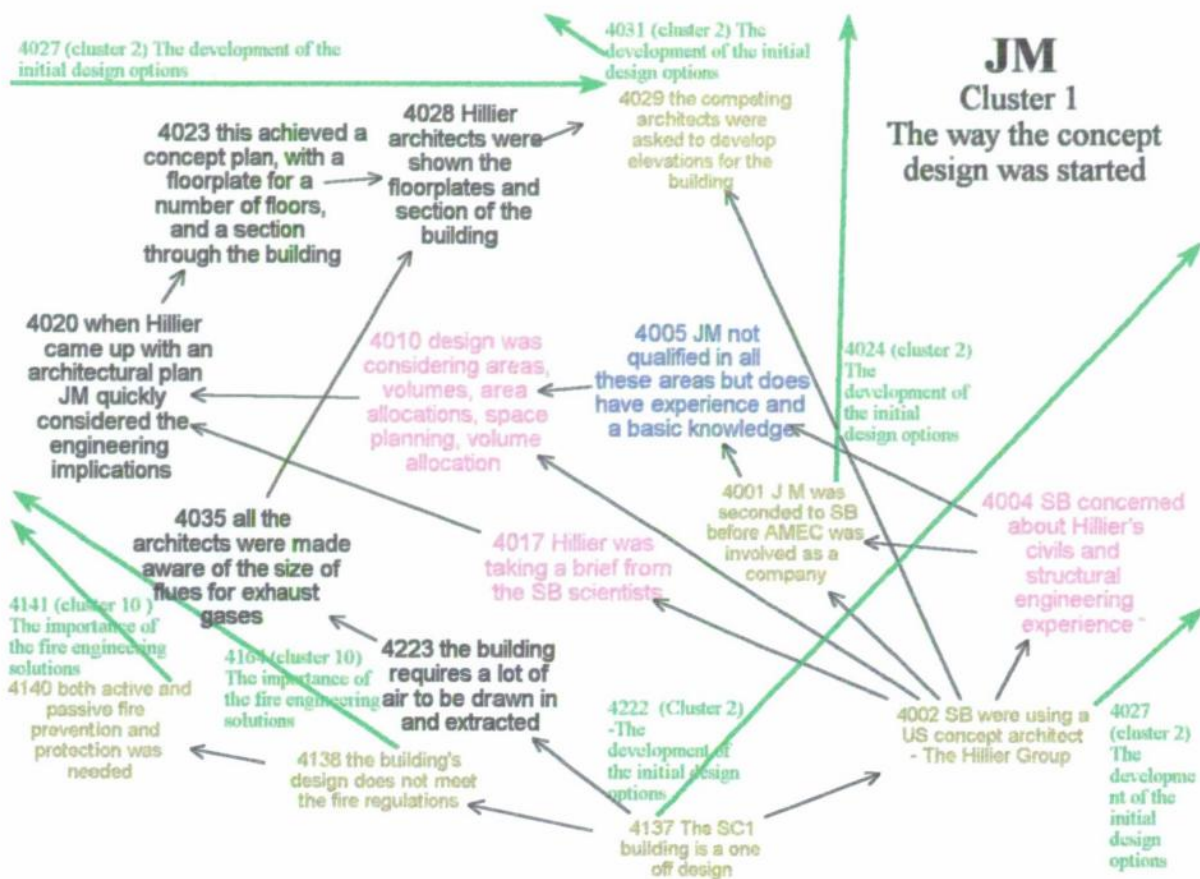 4027 (cluster 2) The development of the
initial design options
4031 (cluster 2) The
development of the initial
design options
JM
Cluster 1
The way the concept
design was started
4029 the competing
architects were
asked to develop
elevations for the
building
4028 Hillier
architects were
shown the
floorplates and
section of the
building
4023 this achieved a
concept plan, with a
floorplate for a
number of floors,
and a section
through the building
4020 when Hillier
came up with an
architectural plan
JM quickly
considered the
engineering
implications
4010 design was
considering areas,
volumes, area
allocations, space
planning, volume
allocation
4005 JM not
qualified in all
these areas but does
have experience and
a basic knowledge
4024 (cluster 2)
The
development of
the initial
design options
4001 J M was
seconded to SB
before AMEC was
involved as a
company
4004 SB concerned
about Hillier's
civils and
structural
engineering
experience -
4035 all the
architects were made
aware of the size of
flues for exhaust
gases
4017 Hillier was
taking a brief from
the SB scientists
4141 (cluster 10 )
The importance of
the fire engineering
solutions
4164 (cluster 10)
The importance of
the fire engineering
solutions
4223 the building
requires a lot of
air to be drawn in
and extracted
4140 both active and
passive fire
prevention and
protection was
needed
4138 the building's
design does not meet
the fire regulations
4222 (Cluster 2)
-The
development of
the initial design
options
4137 The SC1
building is a one
off design
4002 SB were using a
US concept architect
- The Hillier Group
4027
(cluster 2)
The
developme
nt of the
initial
design
options